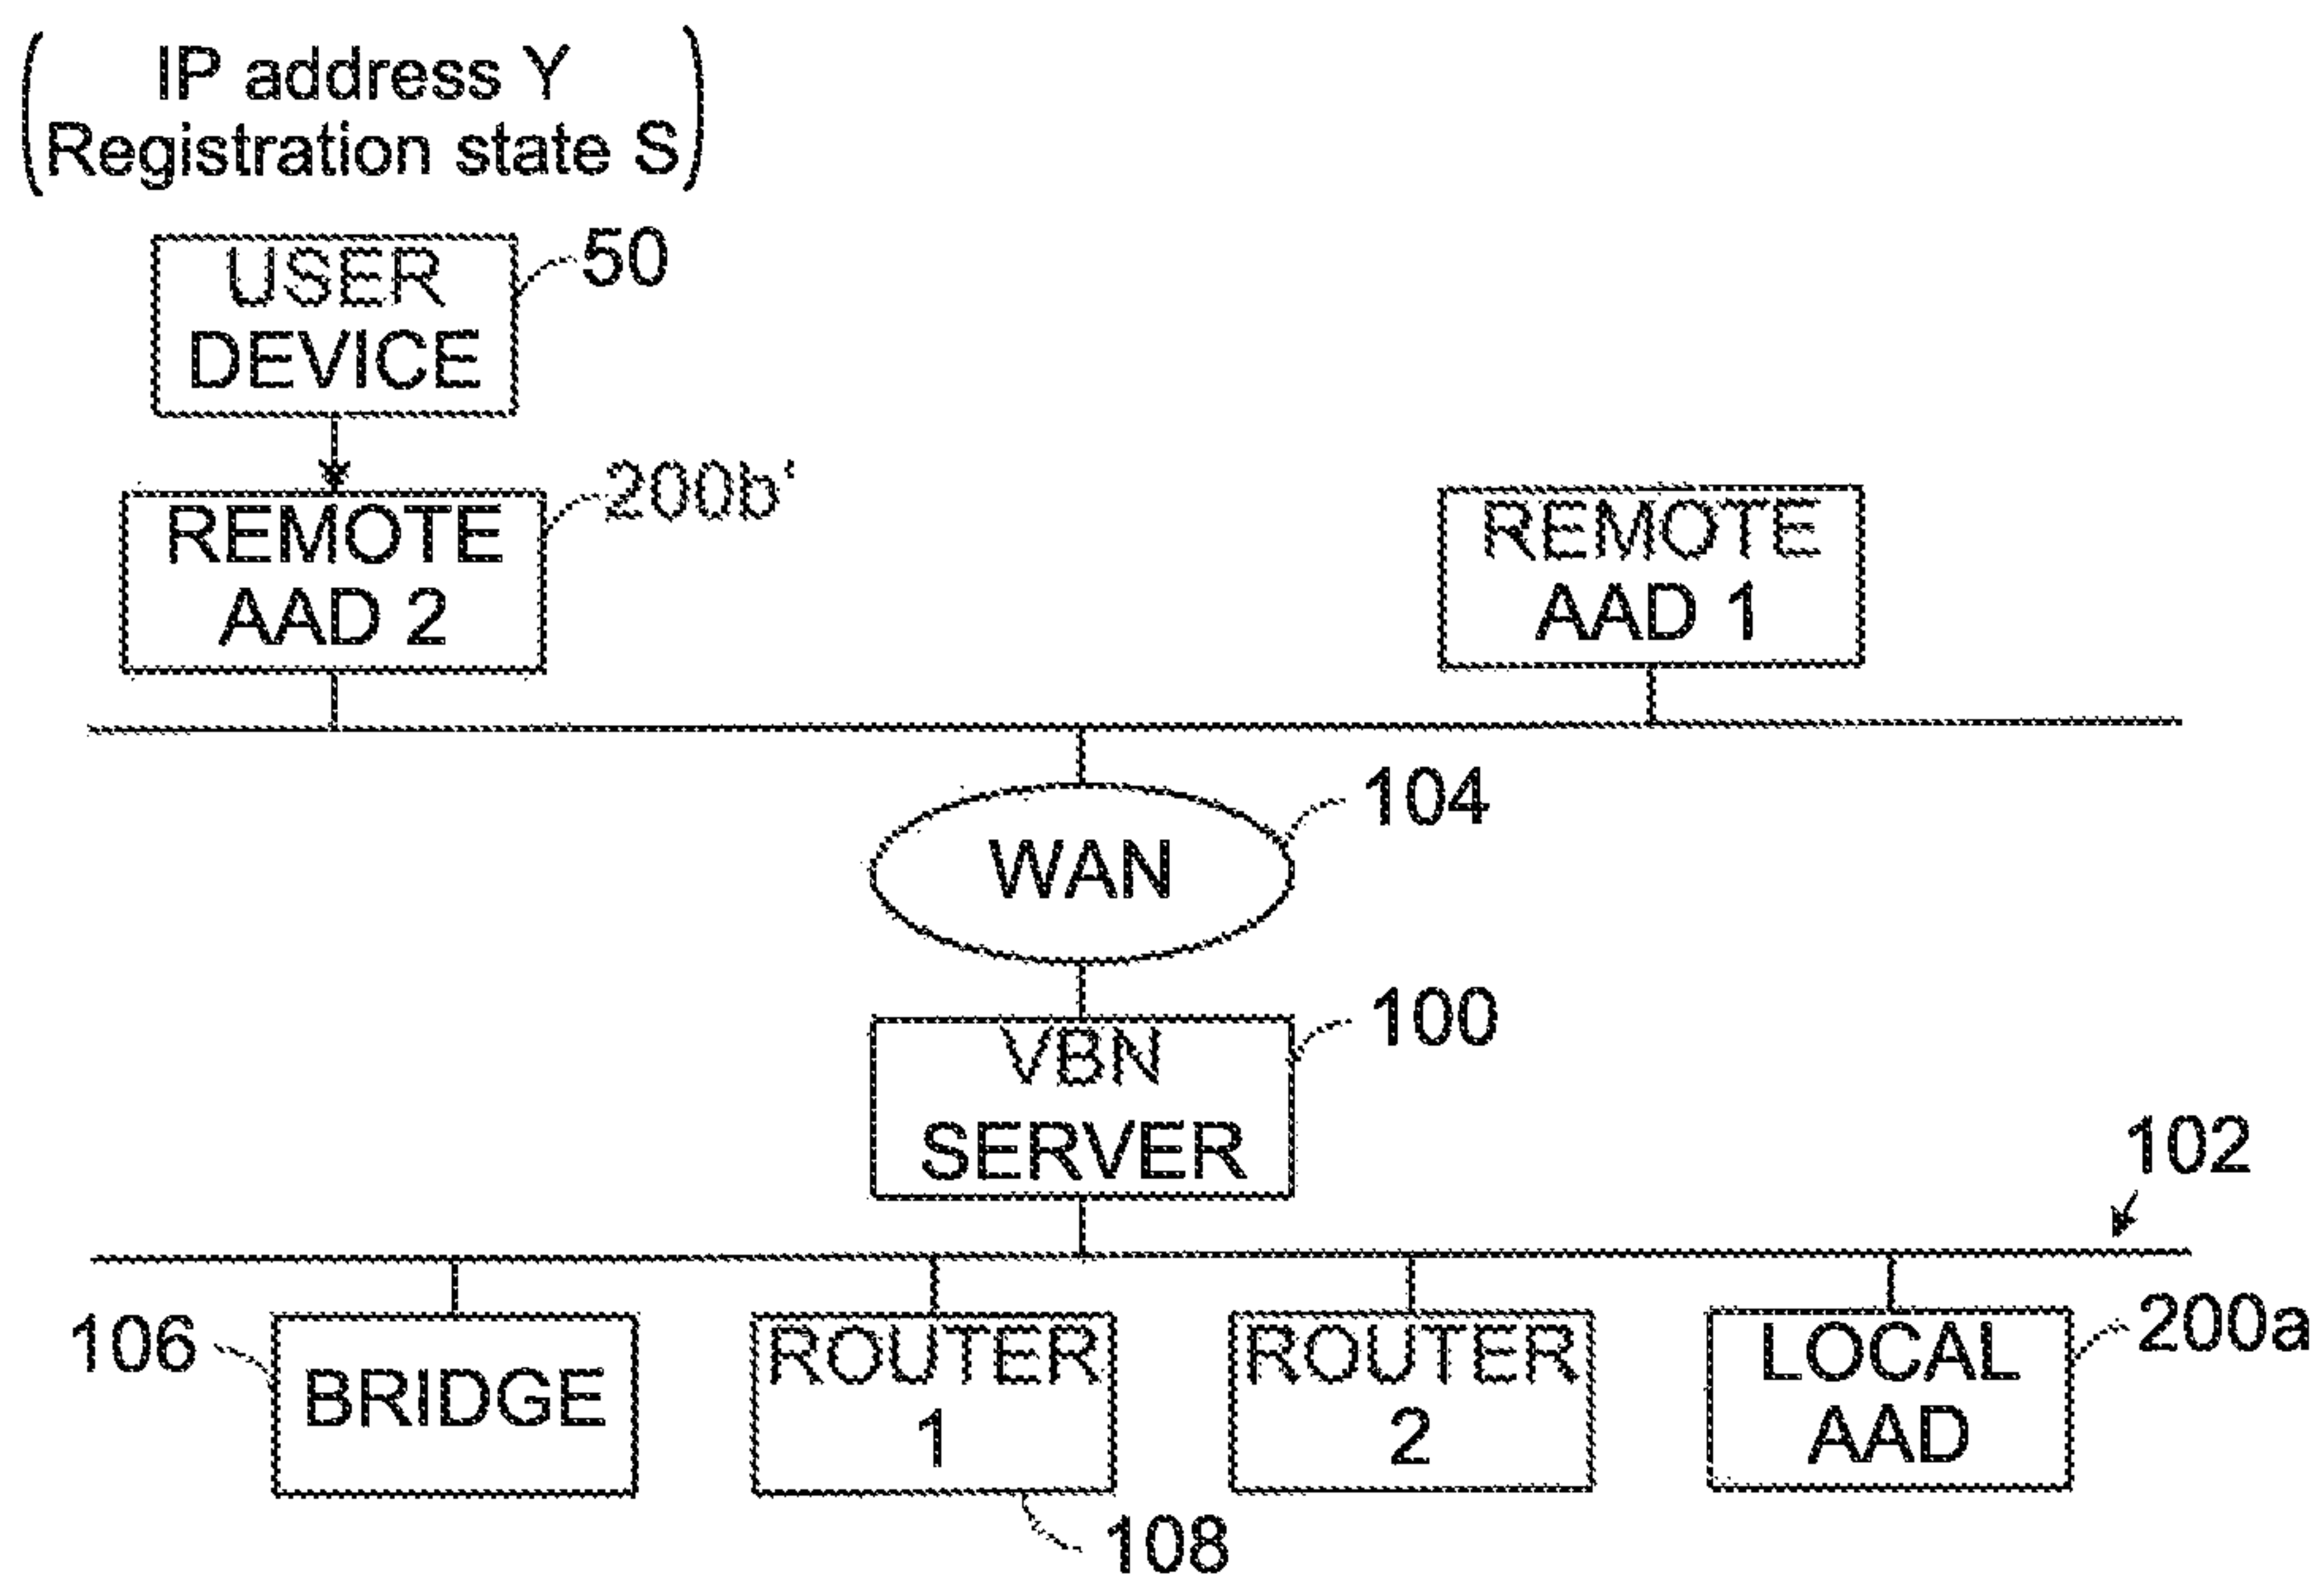 IP address Y
Registration state S
USER
DEVICE
50
REMOTE
AAD 2
200b'
REMOTE
AAD 1
WAN
104
VBN
SERVER
100
102
106
BRIDGE
ROUTER
1
108
ROUTER
2
LOCAL
AAD
200a